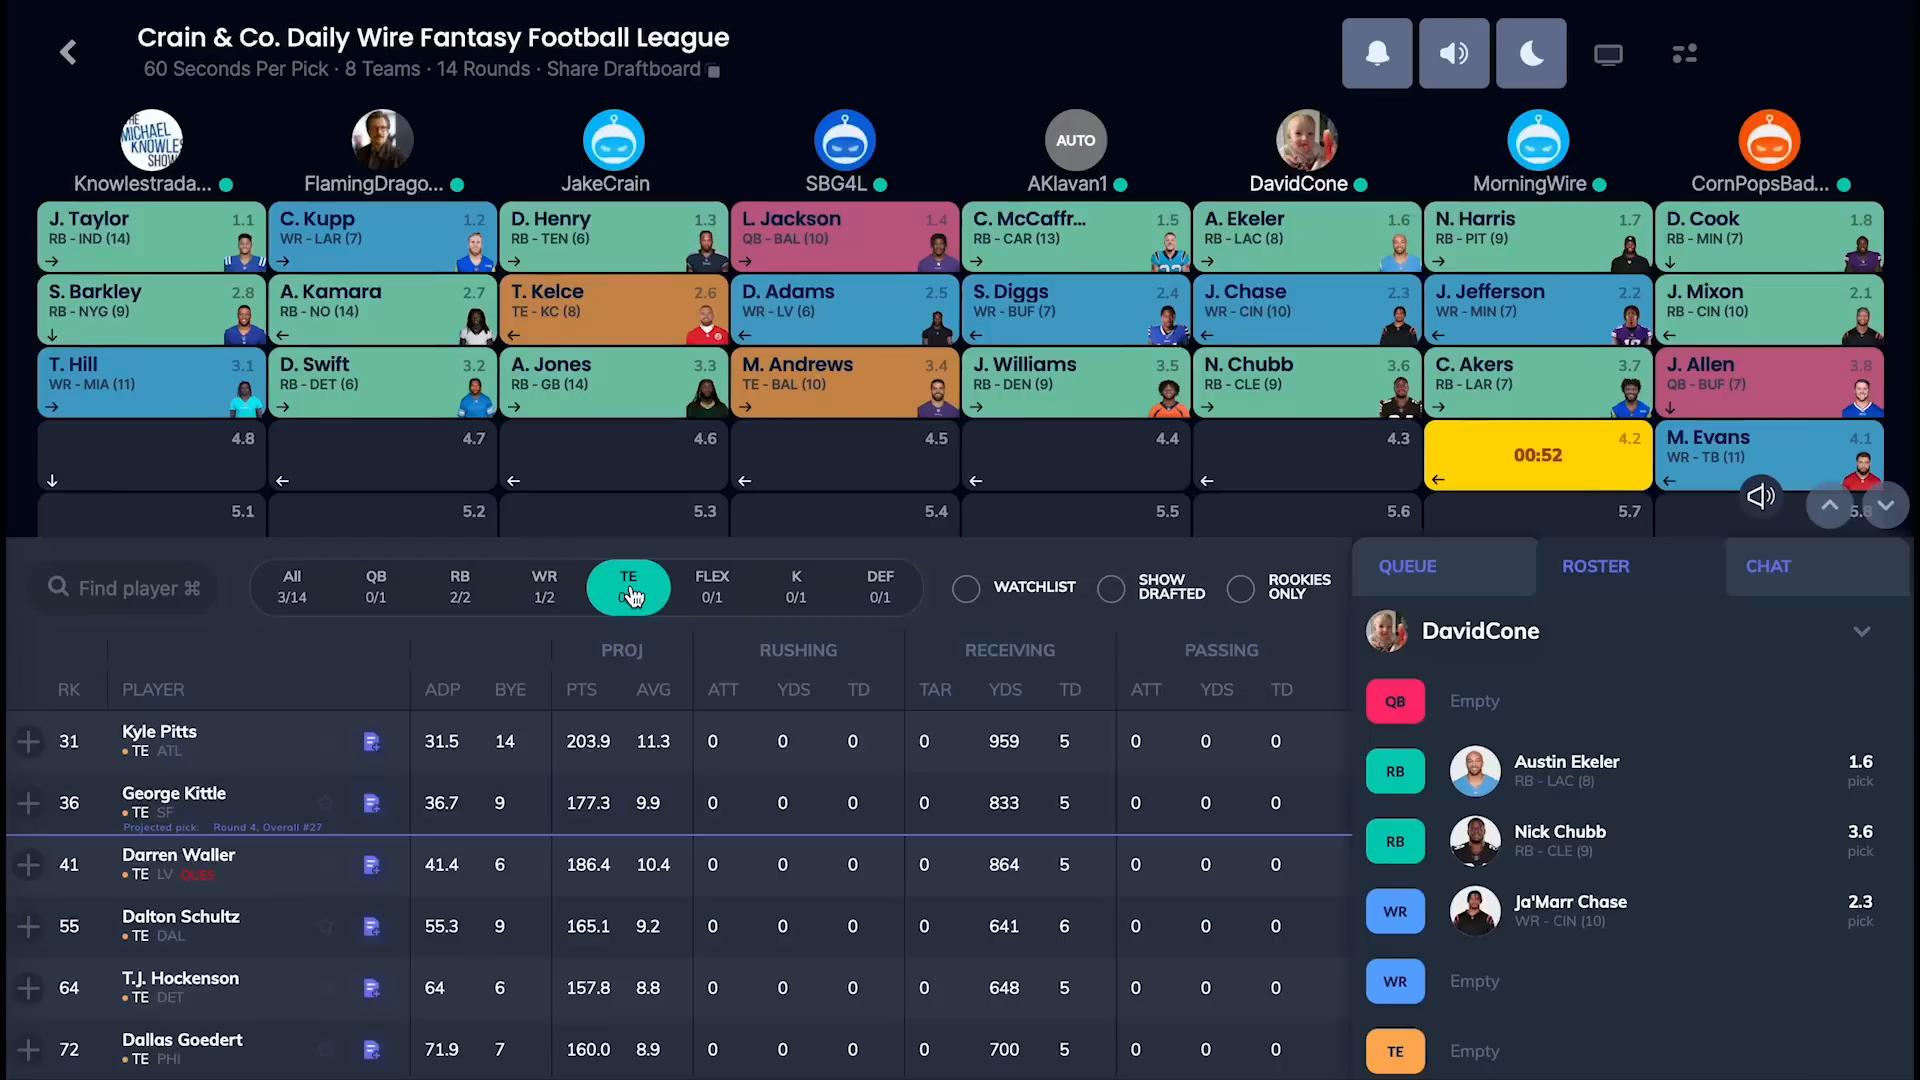 Crain & Co. Daily Wire Fantasy Football League
60 Seconds Per Pick · 8 Teams · 14 Rounds · Share Draftboard
THE MICHAEL KNOWLES SHOW
AUTO
Knowlestrada... FlamingDrago... JakeCrain SBG4L AKlavan1 DavidCone MorningWire CornPopsBad...
J. Taylor 1.1 C. Kupp 1.2 D. Henry 1.3 L. Jackson 1.4 C. McCaffr... 1.5 A. Ekeler 1.6 N. Harris 1.7 D. Cook 1.8
RB - IND (14) WR - LAR (7) RB - TEN (6) QB - BAL (10) RB - CAR (13) RB - LAC (8) RB - PIT (9) RB - MIN (7)
S. Barkley 2.8 A. Kamara 2.7 T. Kelce 2.6 D. Adams 2.5 S. Diggs 2.4 J. Chase 2.3 J. Jefferson 2.2 J. Mixon 2.1
RB - NYG (9) RB - NO (14) TE - KC (8) WR - LV (6) WR - BUF (7) WR - CIN (10) WR - MIN (7) RB - CIN (10)
T. Hill 3.1 D. Swift 3.2 A. Jones 3.3 M. Andrews 3.4 J. Williams 3.5 N. Chubb 3.6 C. Akers 3.7 J. Allen 3.8
WR - MIA (11) RB - DET (6) RB - GB (14) TE - BAL (10) RB - DEN (9) RB - CLE (9) RB - LAR (7) QB - BUF (7)
4.8 4.7 4.6 4.5 4.4 4.3 4.2 M. Evans 4.1
00:52 WR - TB (11)
5.1 5.2 5.3 5.4 5.5 5.6 5.7 5.8
Find player ⌘
All QB RB WR TE FLEX K DEF
3/14 0/1 2/2 1/2 0/1 0/1 0/1
WATCHLIST SHOW DRAFTED ROOKIES ONLY
QUEUE ROSTER CHAT
PROJ RUSHING RECEIVING PASSING
RK PLAYER ADP BYE PTS AVG ATT YDS TD TAR YDS TD ATT YDS TD
31 Kyle Pitts 31.5 14 203.9 11.3 0 0 0 0 959 5 0 0 0
TE ATL
36 George Kittle 36.7 9 177.3 9.9 0 0 0 0 833 5 0 0 0
TE SF
Projected pick: Round 4, Overall #27
41 Darren Waller 41.4 6 186.4 10.4 0 0 0 0 864 5 0 0 0
TE LV QUES
55 Dalton Schultz 55.3 9 165.1 9.2 0 0 0 0 641 6 0 0 0
TE DAL
64 T.J. Hockenson 64 6 157.8 8.8 0 0 0 0 648 5 0 0 0
TE DET
72 Dallas Goedert 71.9 7 160.0 8.9 0 0 0 0 700 5 0 0 0
TE PHI
DavidCone
QB Empty
RB Austin Ekeler 1.6
RB - LAC (8) pick
RB Nick Chubb 3.6
RB - CLE (9) pick
WR Ja'Marr Chase 2.3
WR - CIN (10) pick
WR Empty
TE Empty